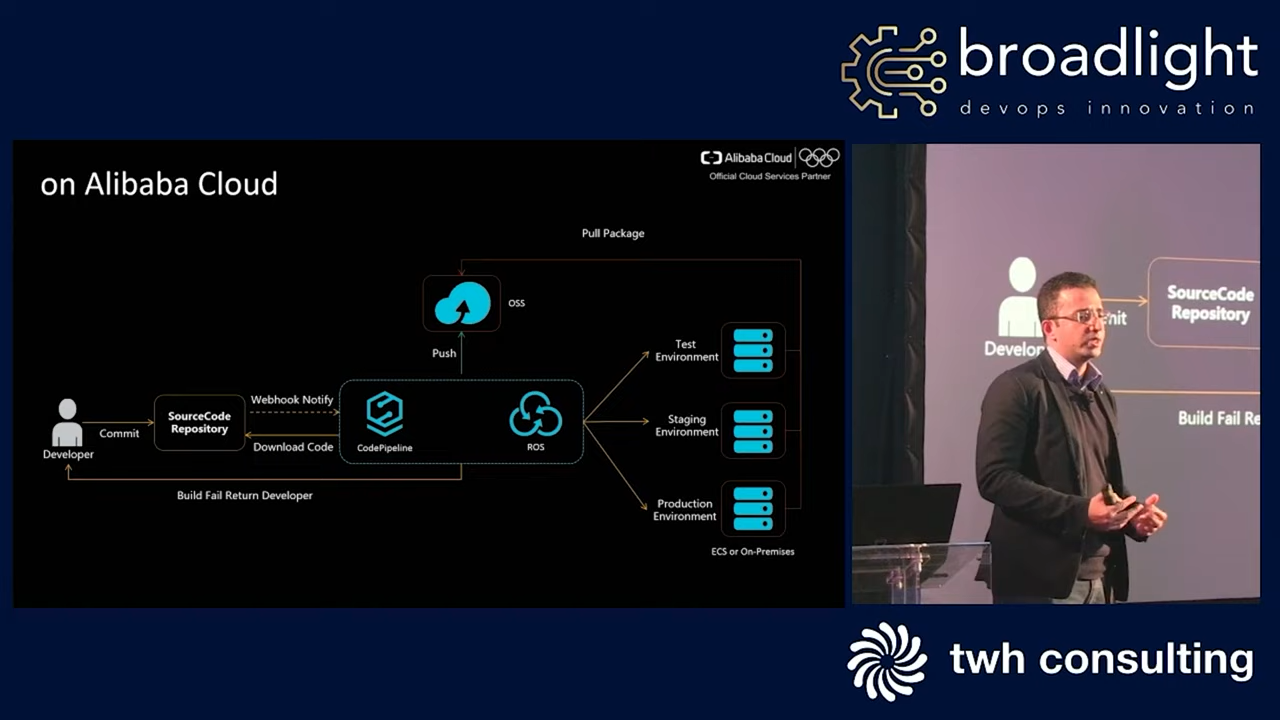 broadlight
devops innovation
on Alibaba Cloud
Alibaba Cloud
Official Cloud Services Partner
Pull Package
OSS
Push
Test
Environment
Webhook Notify
SourceCode
Repository
Commit
Developer
Download Code
CodePipeline
ROS
Staging
Environment
Build Fail Return Developer
Production
Environment
ECS or On-Premises
SourceCode
Repository
Develop
Build Fail Re
twh consulting